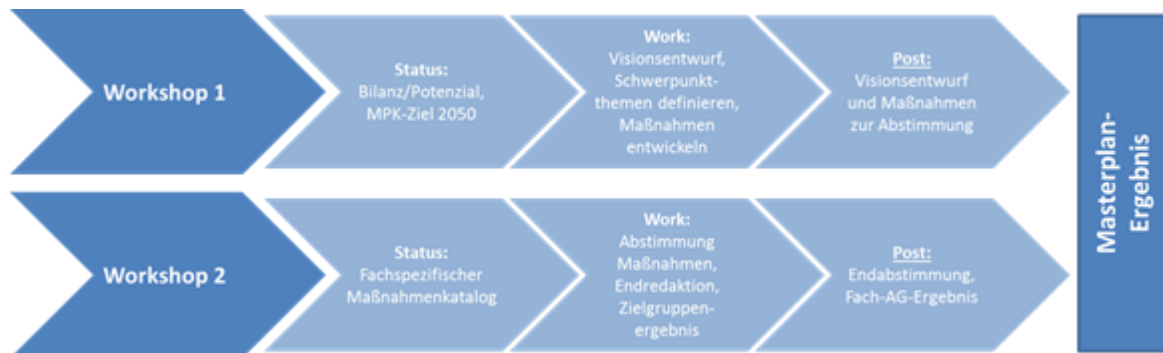 Workshop 1
Status:
Bilanz/Potenzial,
MPK-Ziel 2050
Work:
Visionsentwurf,
Schwerpunkt-
themen definieren,
Maßnahmen
entwickeln
Post:
Visionsentwurf
und Maßnahmen
zur Abstimmung
Workshop 2
Status:
Fachspezifischer
Maßnahmenkatalog
Work:
Abstimmung
Maßnahmen,
Endredaktion,
Zielgruppen-
ergebnis
Post:
Endabstimmung,
Fach-AG-Ergebnis
Masterplan-
Ergebnis